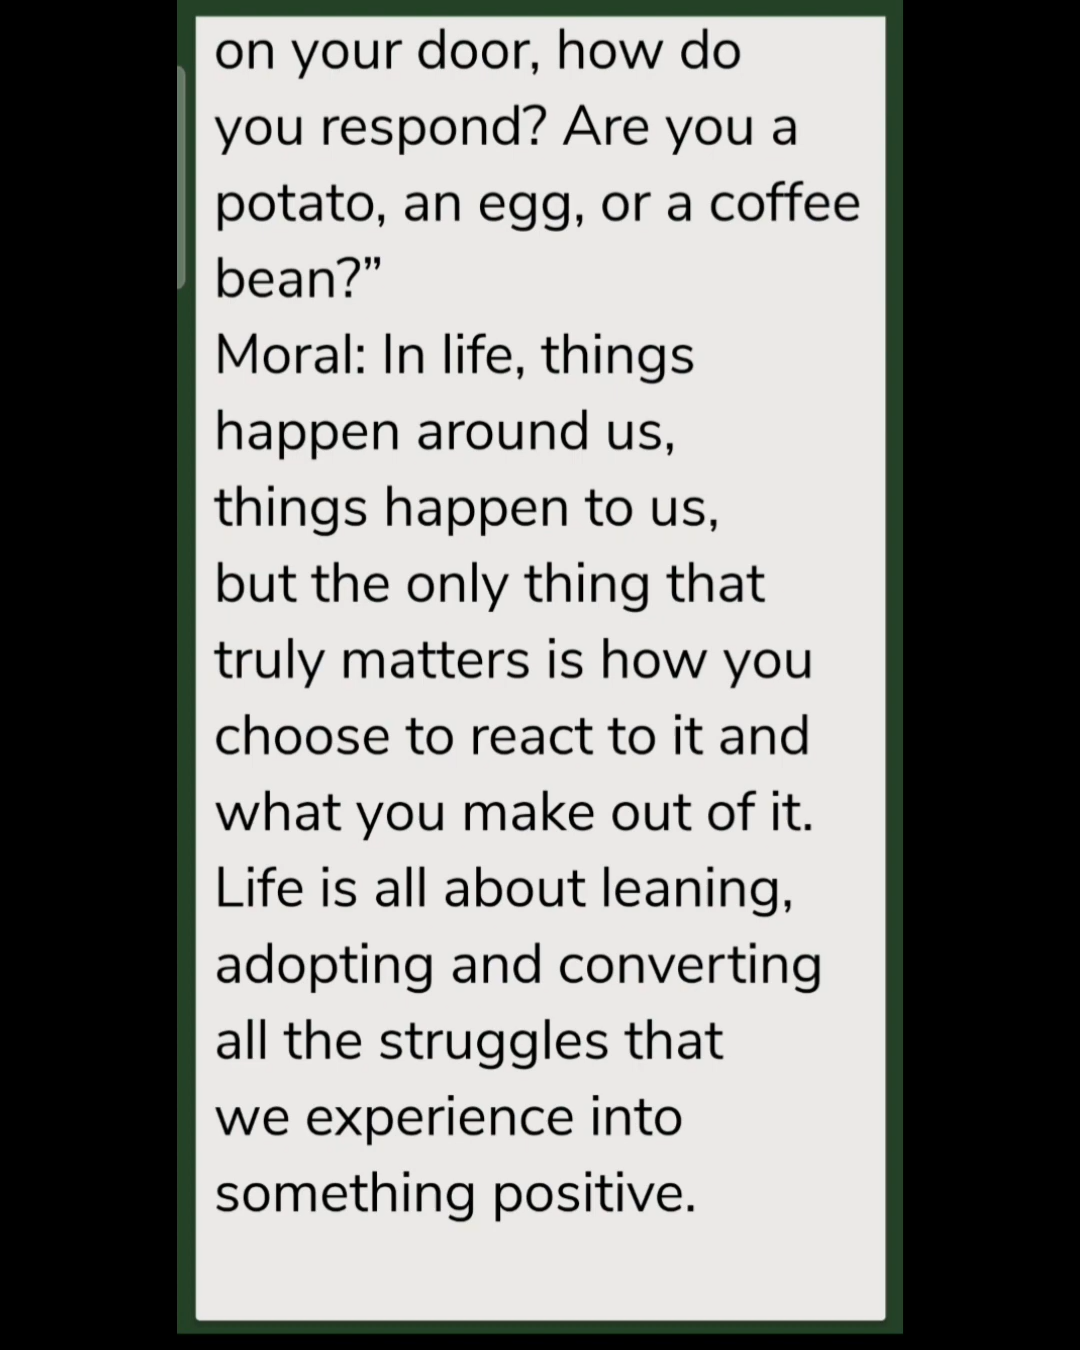 on your door, how do
you respond? Are you a
potato, an egg, or a coffee
bean?”
Moral: In life, things
happen around us,
things happen to us,
but the only thing that
truly matters is how you
choose to react to it and
what you make out of it.
Life is all about leaning,
adopting and converting
all the struggles that
we experience into
something positive.